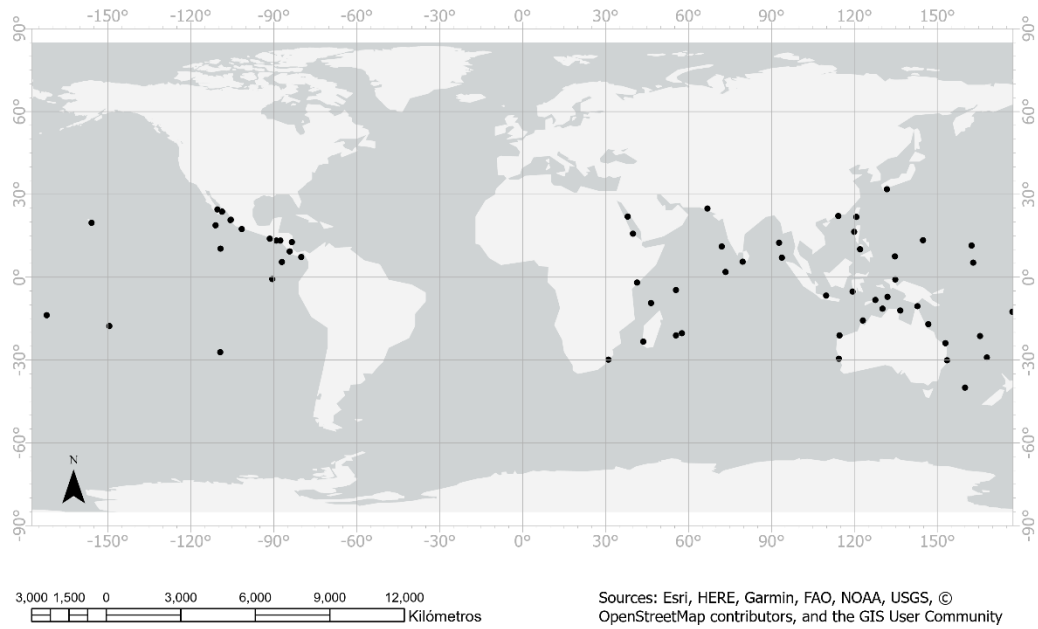 -150° -120° -90° -60° -30° 0° 30° 60° 90° 120° 150°
90° 90°
60° 60°
30° 30°
0° 0°
-30° -30°
-60° -60°
N
-90° -90°
-150° -120° -90° -60° -30° 0° 30° 60° 90° 120° 150°
3,000 1,500 0 3,000 6,000 9,000 12,000
Kilómetros
Sources: Esri, HERE, Garmin, FAO, NOAA, USGS, ©
OpenStreetMap contributors, and the GIS User Community